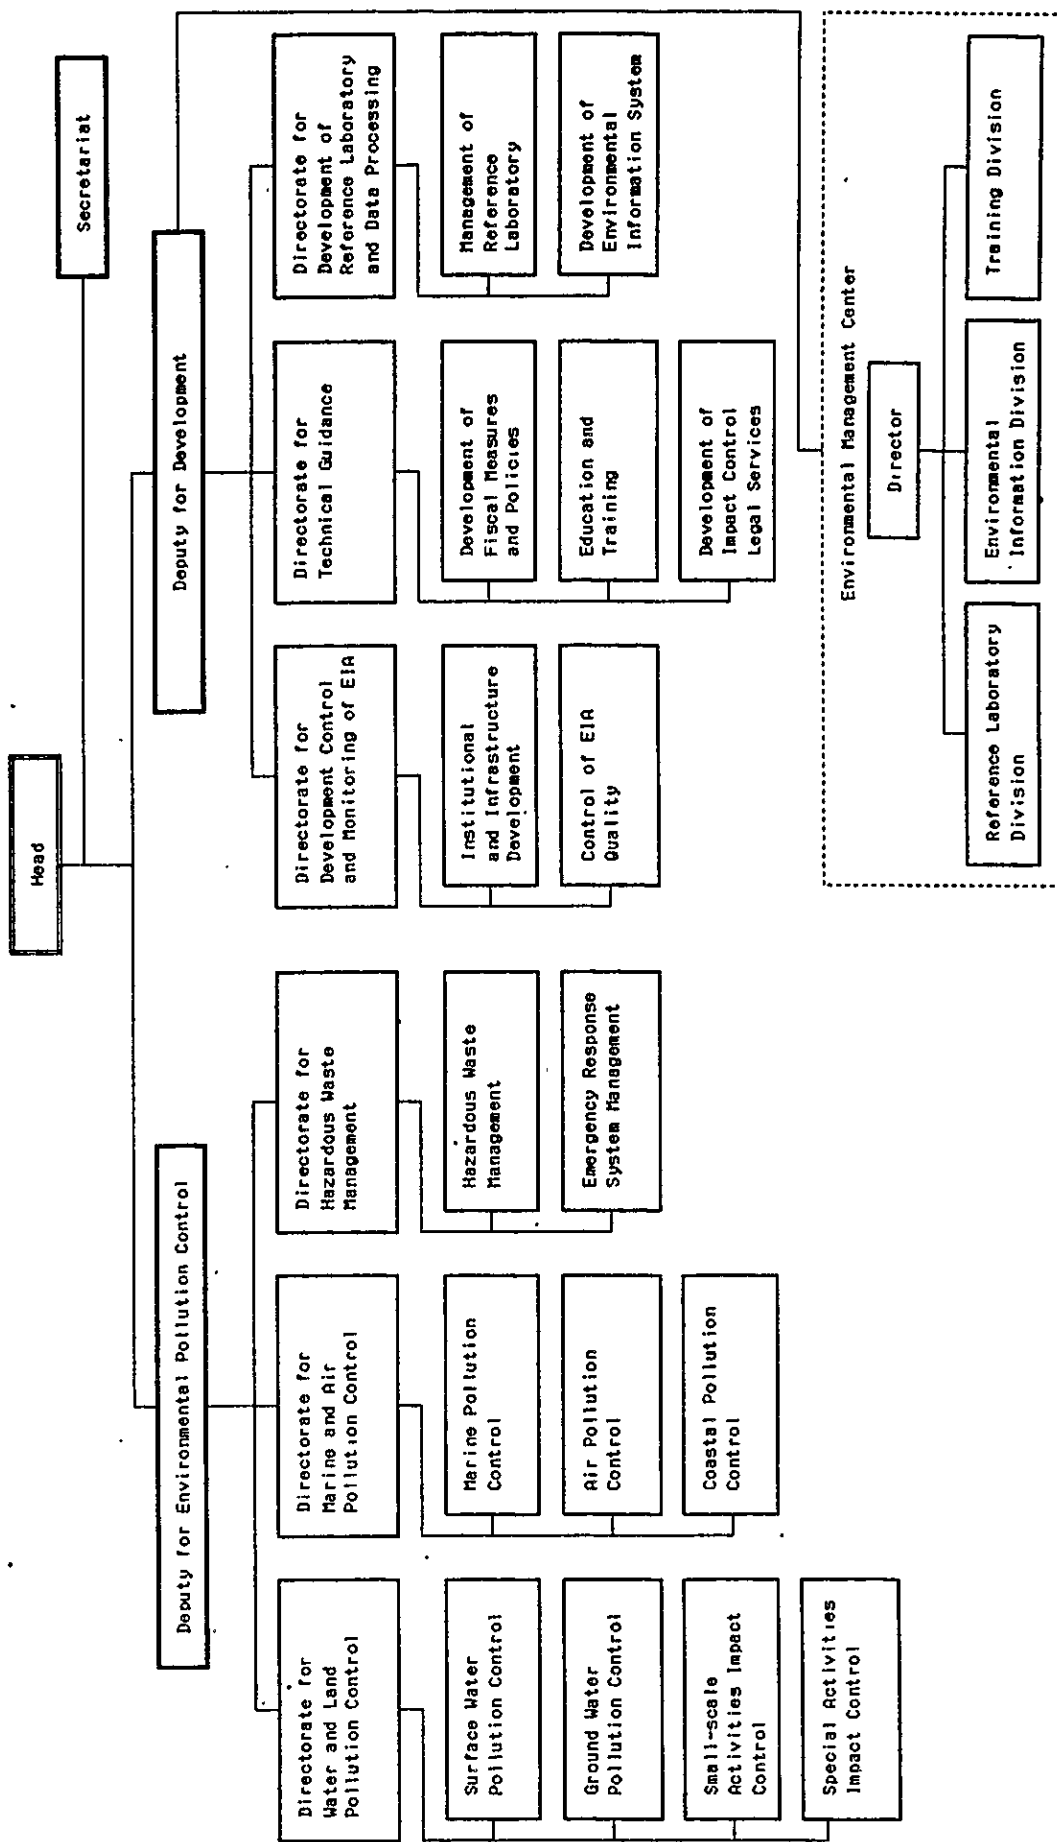 Head
Secretariat
Deputy for Environmental Pollution Control
Deputy for Development
Directorate for
Water and Land
Pollution Control
Directorate for
Marine and Air
Pollution Control
Directorate for
Hazardous Waste
Management
Directorate for
Development Control
and Monitoring of EIA
Directorate for
Technical Guidance
Directorate for
Development of
Reference Laboratory
and Data Processing
Surface Water
Pollution Control
Ground Water
Pollution Control
Small-scale
Activities Impact
Control
Special Activities
Impact Control
Marine Pollution
Control
Air Pollution
Control
Coastal Pollution
Control
Hazardous Waste
Management
Emergency Response
System Management
Institutional
and Infrastructure
Development
Control of EIA
Quality
Development of
Fiscal Measures
and Policies
Education and
Training
Development of
Impact Control
Legal Services
Management of
Reference
Laboratory
Development of
Environmental
Information System
Environmental Management Center
Director
Reference Laboratory
Division
Environmental
Information Division
Training Division